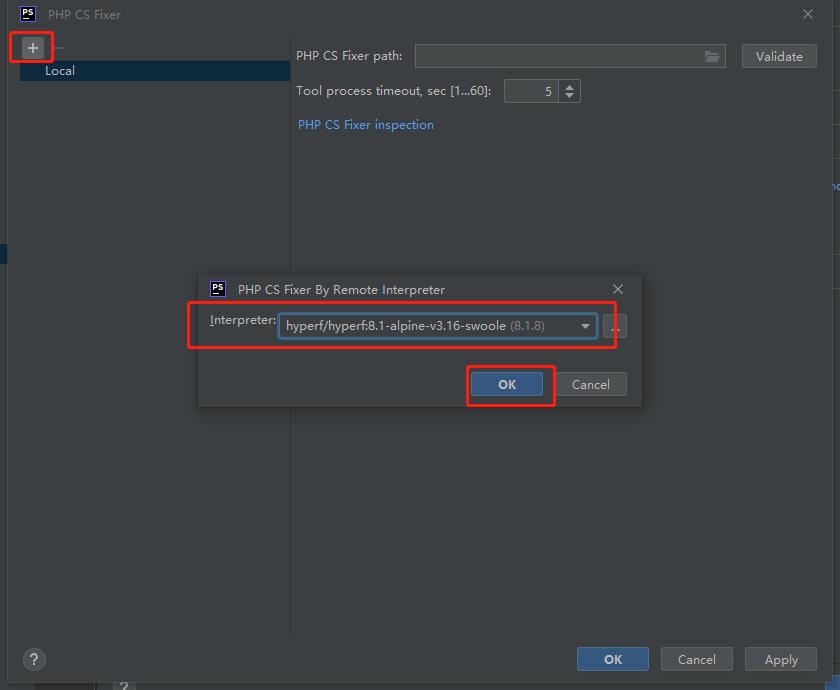 PS PHP CS Fixer
Local
PHP CS Fixer path:
Validate
Tool process timeout, sec [1...60]:
5
PHP CS Fixer inspection
PS PHP CS Fixer By Remote Interpreter
Interpreter: hyperf/hyperf:8.1-alpine-v3.16-swoole (8.1.8)
OK Cancel
? OK Cancel Apply
?